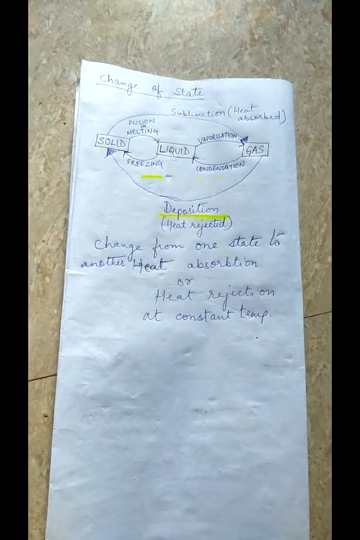 Change of State
Sublimation (Heat
absorbed)
FUSION
or
MELTING
VAPORISATION
SOLID
LIQUID
GAS
FREEZING
CONDENSATION
Deposition
(Heat rejected)
Change from one state to
another Heat absorbtion
or
Heat rejection
at constant temp.